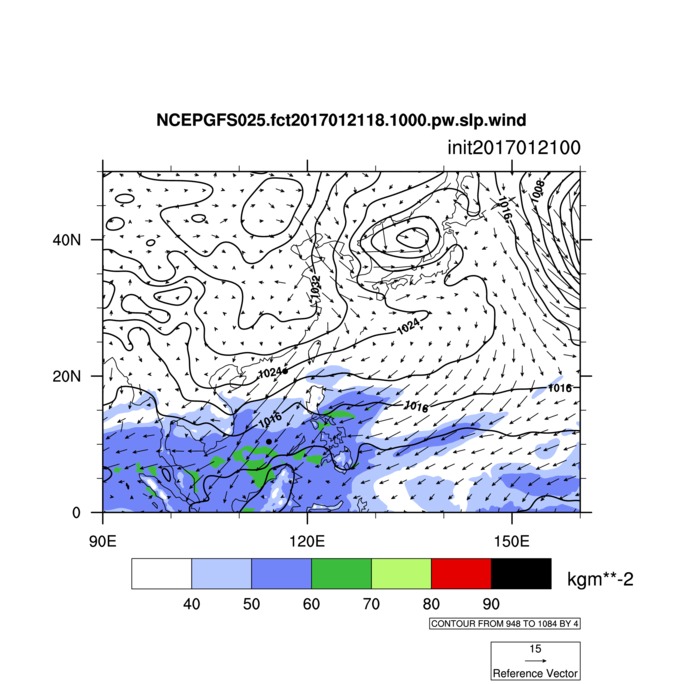 NCEPGFS025.fct2017012118.1000.pw.slp.wind
init2017012100
1008
1016
40N
1032
1024
20N
1024
1016
1016
1016
0
90E 120E 150E
kgm**-2
40 50 60 70 80 90
CONTOUR FROM 948 TO 1084 BY 4
15
Reference Vector